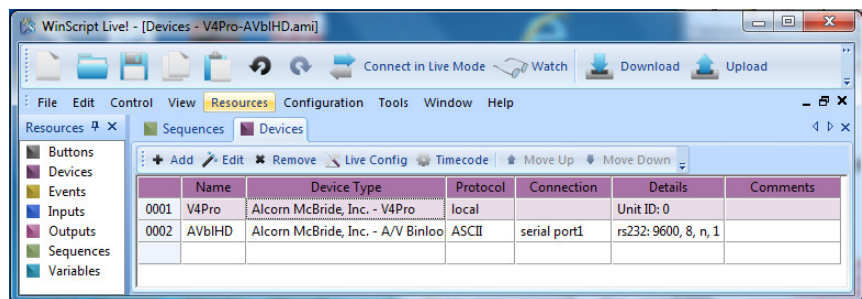 WinScript Live! - [Devices - V4Pro-AVbIHD.ami]
Connect in Live Mode Watch Download Upload
File Edit Control View Resources Configuration Tools Window Help
Resources Sequences Devices
Add Edit Remove Live Config Timecode Move Up Move Down
Buttons
Devices
Events
Inputs
Outputs
Sequences
Variables
Name Device Type Protocol Connection Details Comments
0001 V4Pro Alcorn McBride, Inc. - V4Pro local Unit ID: 0
0002 AVbIHD Alcorn McBride, Inc. - A/V Binloo ASCII serial port1 rs232: 9600, 8, n, 1